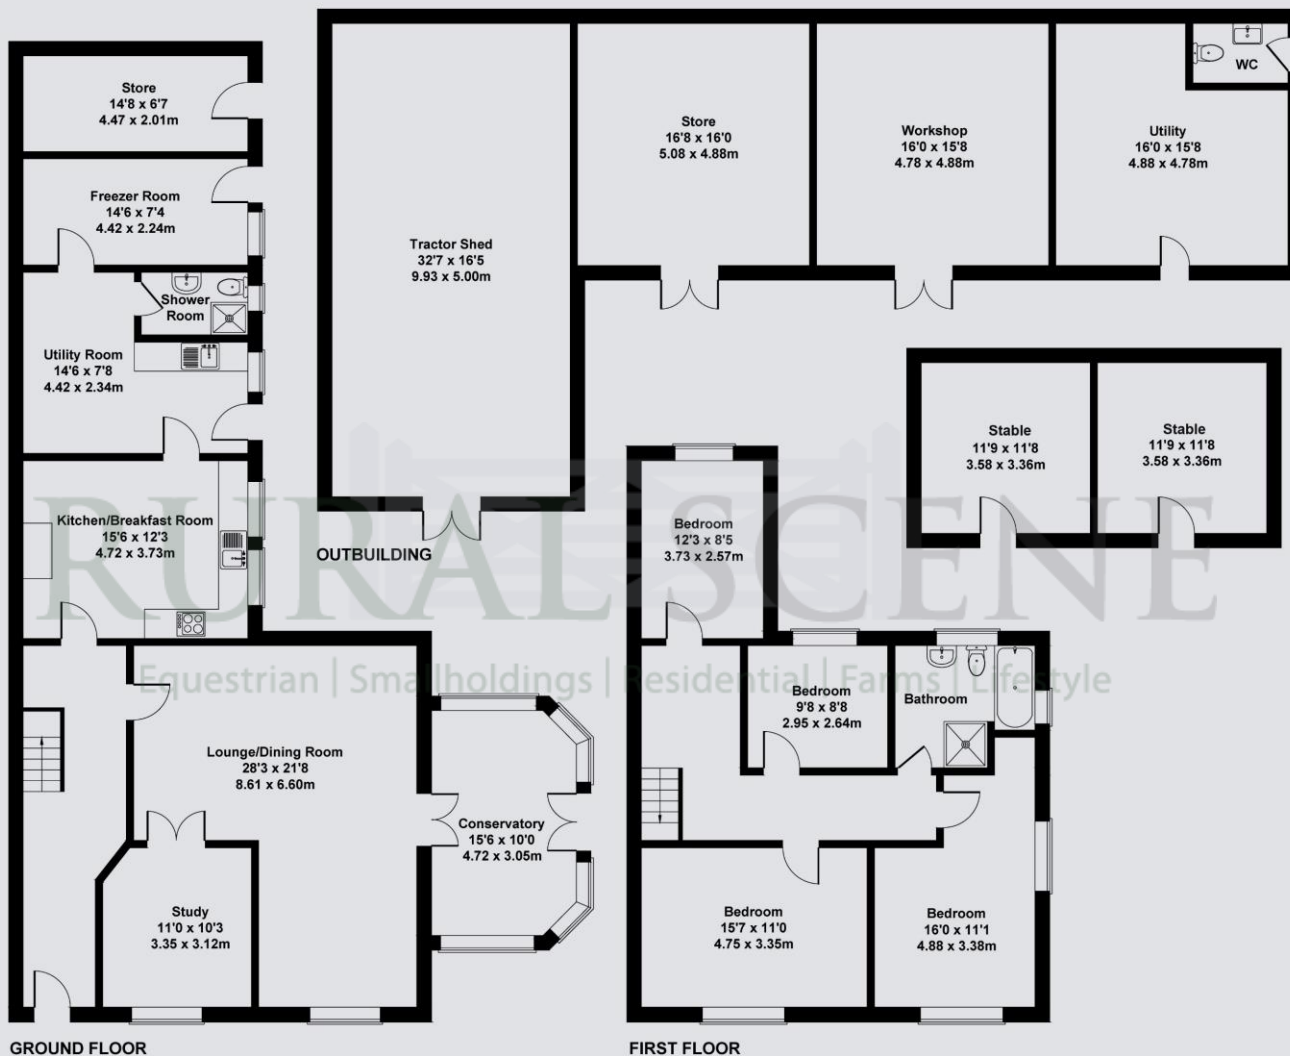 Store
14'8 x 6'7
4.47 x 2.01m
Freezer Room
14'6 x 7'4
4.42 x 2.24m
Shower
Room
Utility Room
14'6 x 7'8
4.42 x 2.34m
Kitchen/Breakfast Room
15'6 x 12'3
4.72 x 3.73m
Lounge/Dining Room
28'3 x 21'8
8.61 x 6.60m
Conservatory
15'6 x 10'0
4.72 x 3.05m
Study
11'0 x 10'3
3.35 x 3.12m
GROUND FLOOR
Tractor Shed
32'7 x 16'5
9.93 x 5.00m
Store
16'8 x 16'0
5.08 x 4.88m
Workshop
16'0 x 15'8
4.78 x 4.88m
Utility
16'0 x 15'8
4.88 x 4.78m
WC
OUTBUILDING
Stable
11'9 x 11'8
3.58 x 3.36m
Stable
11'9 x 11'8
3.58 x 3.36m
RURAL SCENE
Equestrian | Smallholdings | Residential | Farms | Lifestyle
Bedroom
12'3 x 8'5
3.73 x 2.57m
Bedroom
9'8 x 8'8
2.95 x 2.64m
Bathroom
Bedroom
15'7 x 11'0
4.75 x 3.35m
Bedroom
16'0 x 11'1
4.88 x 3.38m
FIRST FLOOR